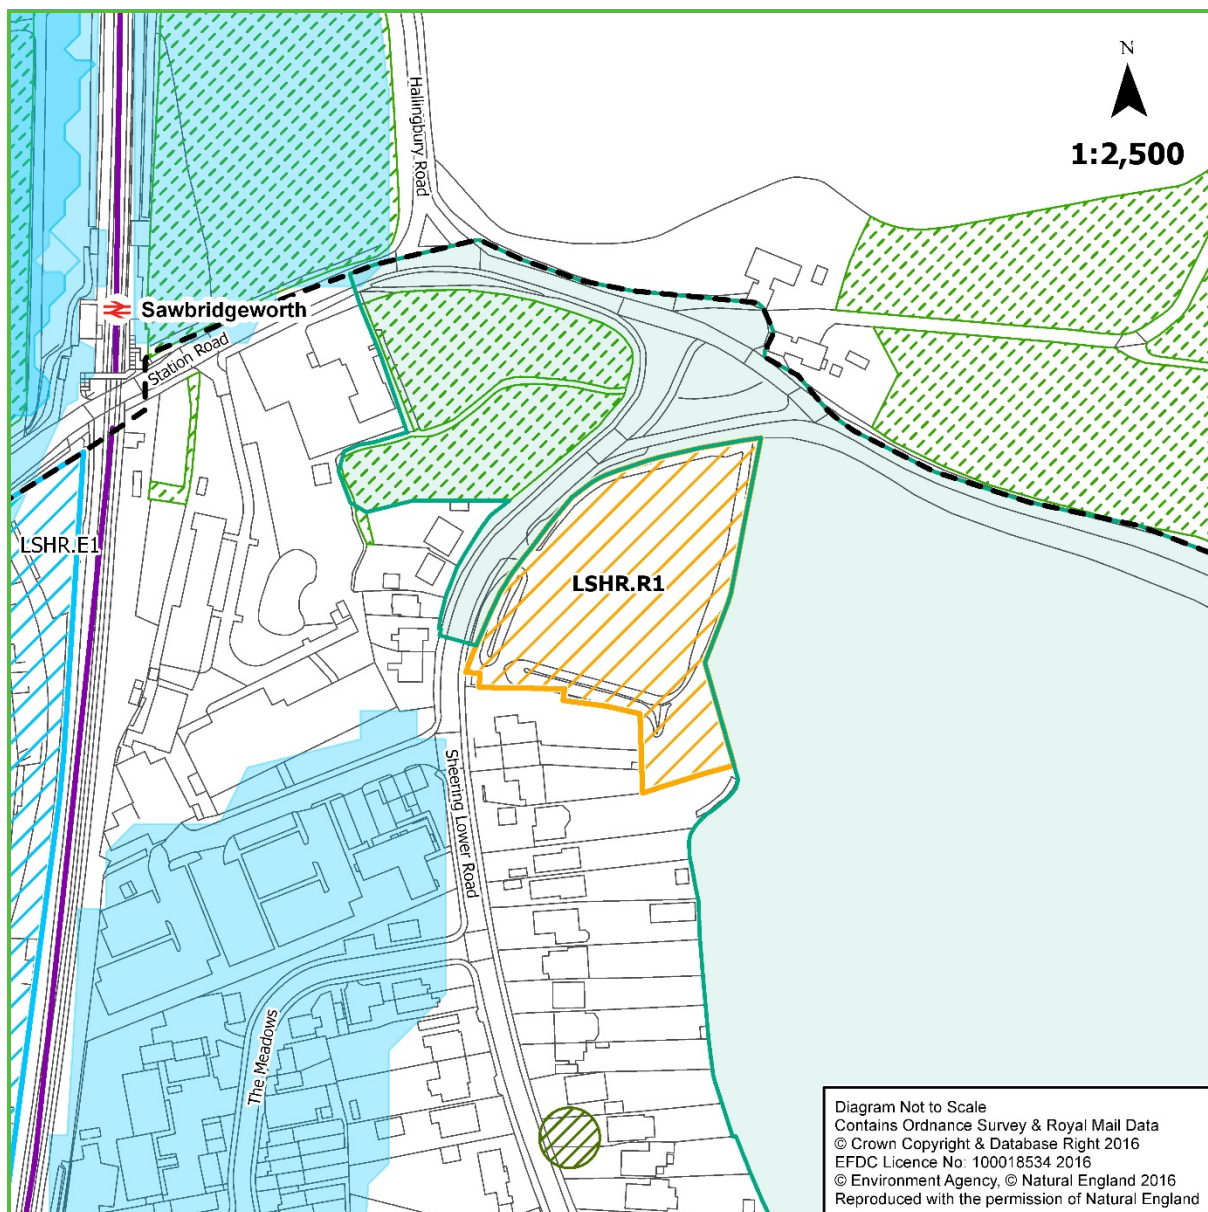 N
1:2,500
Hallingbury Road
Sawbridgeworth
Station Road
LSHR.E1
LSHR.R1
Sheering Lower Road
The Meadows
Diagram Not to Scale
Contains Ordnance Survey & Royal Mail Data
© Crown Copyright & Database Right 2016
EFDC Licence No: 100018534 2016
© Environment Agency, © Natural England 2016
Reproduced with the permission of Natural England